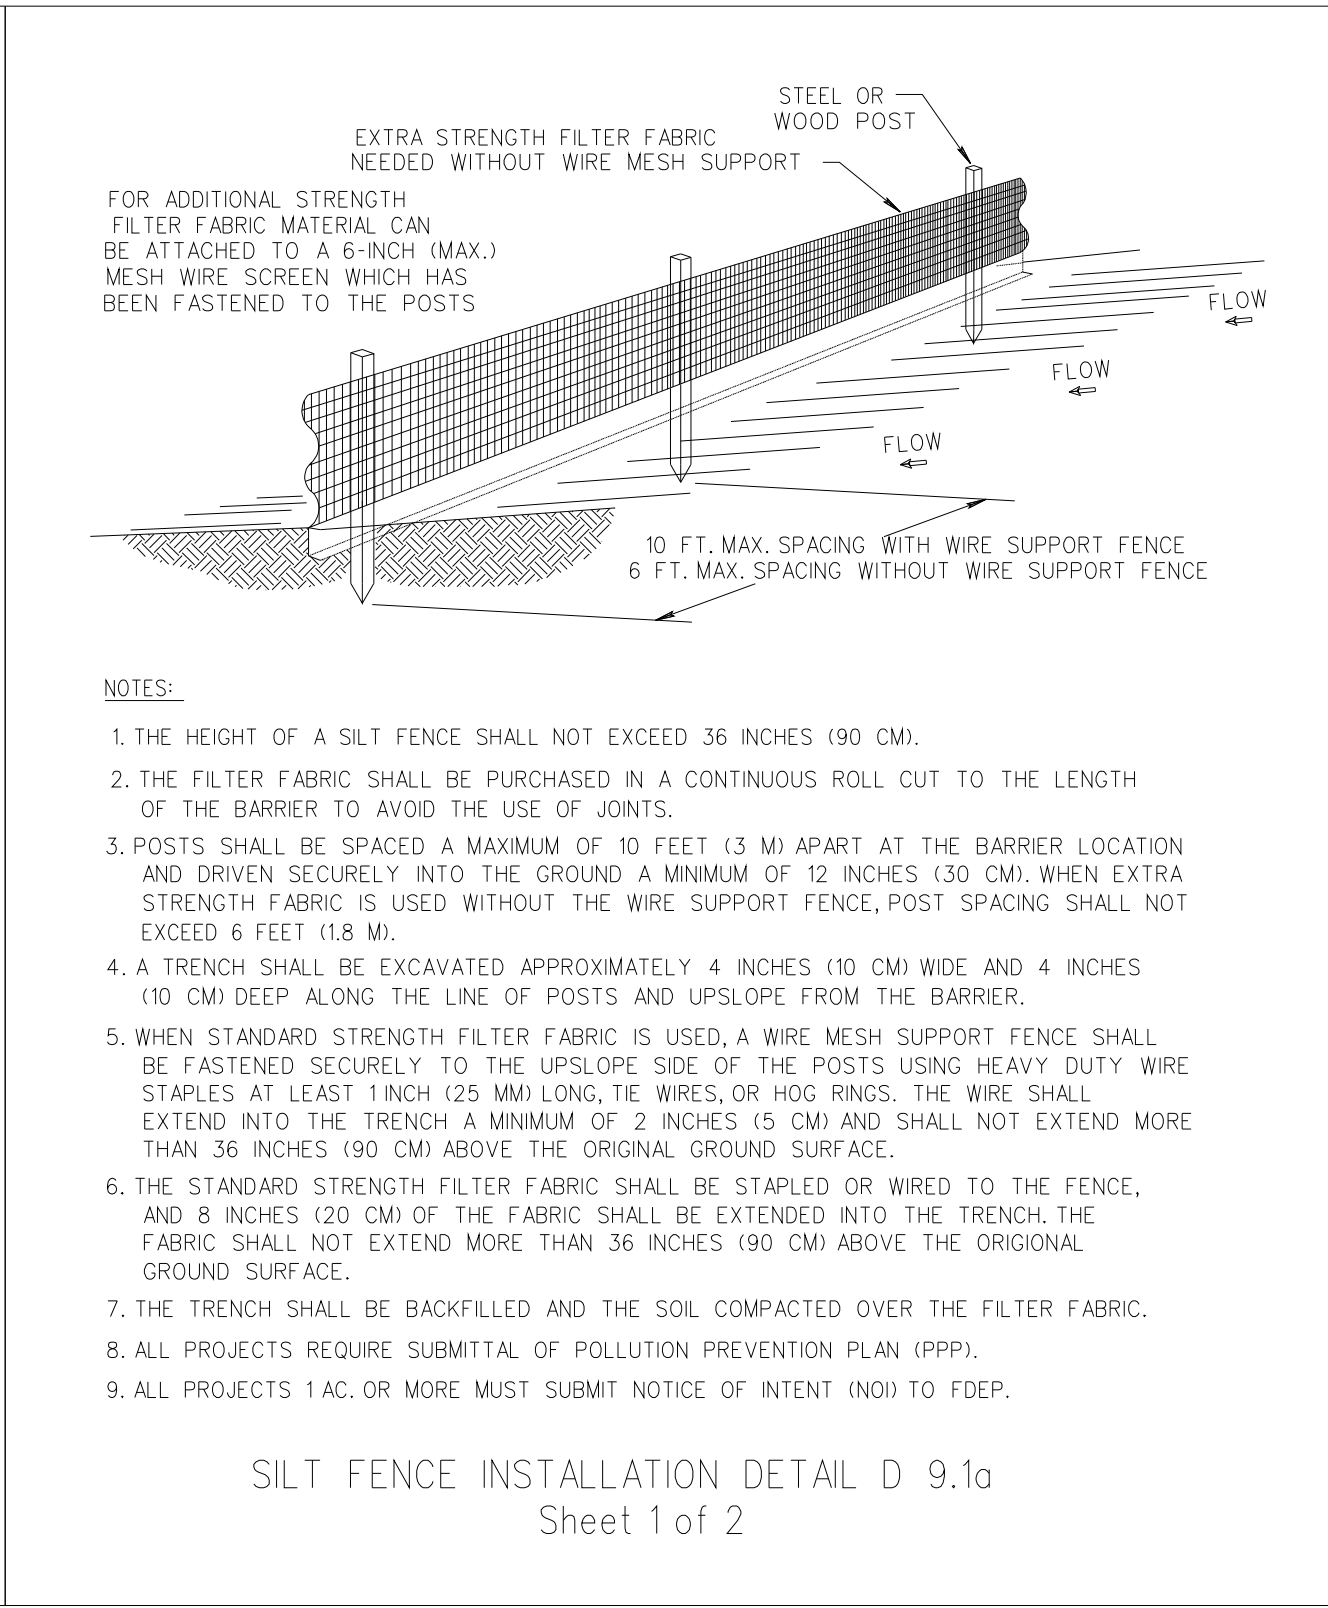 STEEL OR
WOOD POST
EXTRA STRENGTH FILTER FABRIC
NEEDED WITHOUT WIRE MESH SUPPORT
FOR ADDITIONAL STRENGTH
FILTER FABRIC MATERIAL CAN
BE ATTACHED TO A 6-INCH (MAX.)
MESH WIRE SCREEN WHICH HAS
BEEN FASTENED TO THE POSTS
FLOW
FLOW
FLOW
10 FT. MAX. SPACING WITH WIRE SUPPORT FENCE
6 FT. MAX. SPACING WITHOUT WIRE SUPPORT FENCE
NOTES:
1. THE HEIGHT OF A SILT FENCE SHALL NOT EXCEED 36 INCHES (90 CM).
2. THE FILTER FABRIC SHALL BE PURCHASED IN A CONTINUOUS ROLL CUT TO THE LENGTH
OF THE BARRIER TO AVOID THE USE OF JOINTS.
3. POSTS SHALL BE SPACED A MAXIMUM OF 10 FEET (3 M) APART AT THE BARRIER LOCATION
AND DRIVEN SECURELY INTO THE GROUND A MINIMUM OF 12 INCHES (30 CM). WHEN EXTRA
STRENGTH FABRIC IS USED WITHOUT THE WIRE SUPPORT FENCE, POST SPACING SHALL NOT
EXCEED 6 FEET (1.8 M).
4. A TRENCH SHALL BE EXCAVATED APPROXIMATELY 4 INCHES (10 CM) WIDE AND 4 INCHES
(10 CM) DEEP ALONG THE LINE OF POSTS AND UPSLOPE FROM THE BARRIER.
5. WHEN STANDARD STRENGTH FILTER FABRIC IS USED, A WIRE MESH SUPPORT FENCE SHALL
BE FASTENED SECURELY TO THE UPSLOPE SIDE OF THE POSTS USING HEAVY DUTY WIRE
STAPLES AT LEAST 1 INCH (25 MM) LONG, TIE WIRES, OR HOG RINGS. THE WIRE SHALL
EXTEND INTO THE TRENCH A MINIMUM OF 2 INCHES (5 CM) AND SHALL NOT EXTEND MORE
THAN 36 INCHES (90 CM) ABOVE THE ORIGINAL GROUND SURFACE.
6. THE STANDARD STRENGTH FILTER FABRIC SHALL BE STAPLED OR WIRED TO THE FENCE,
AND 8 INCHES (20 CM) OF THE FABRIC SHALL BE EXTENDED INTO THE TRENCH. THE
FABRIC SHALL NOT EXTEND MORE THAN 36 INCHES (90 CM) ABOVE THE ORIGIONAL
GROUND SURFACE.
7. THE TRENCH SHALL BE BACKFILLED AND THE SOIL COMPACTED OVER THE FILTER FABRIC.
8. ALL PROJECTS REQUIRE SUBMITTAL OF POLLUTION PREVENTION PLAN (PPP).
9. ALL PROJECTS 1 AC. OR MORE MUST SUBMIT NOTICE OF INTENT (NOI) TO FDEP.
SILT FENCE INSTALLATION DETAIL D 9.1a
Sheet 1 of 2